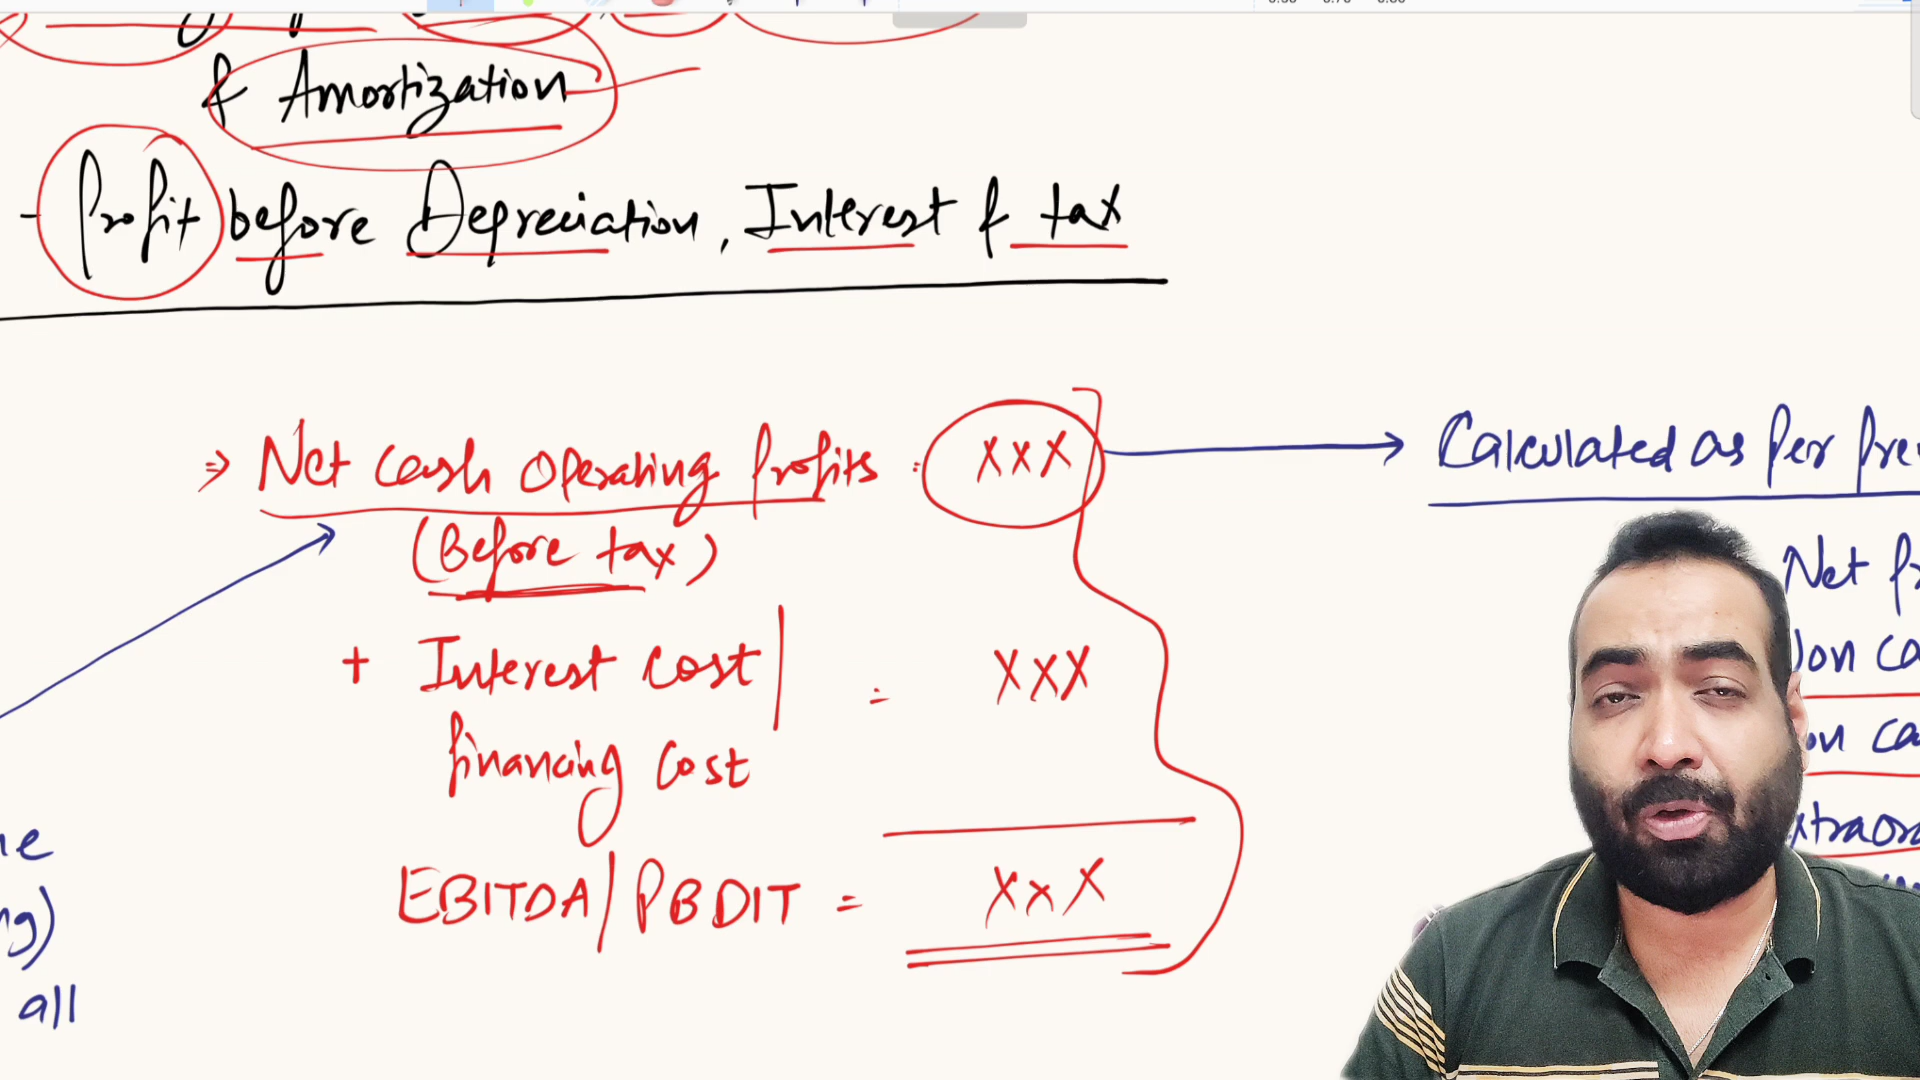 & Amortization
- Profit before Depreciation, Interest & tax
⇒ Net cash operating Profits = XXX
Calculated as Per
(Before tax)
Net
+ Interest cost/ = XXX
financing cost
EBITDA/PBDIT = XXX
all